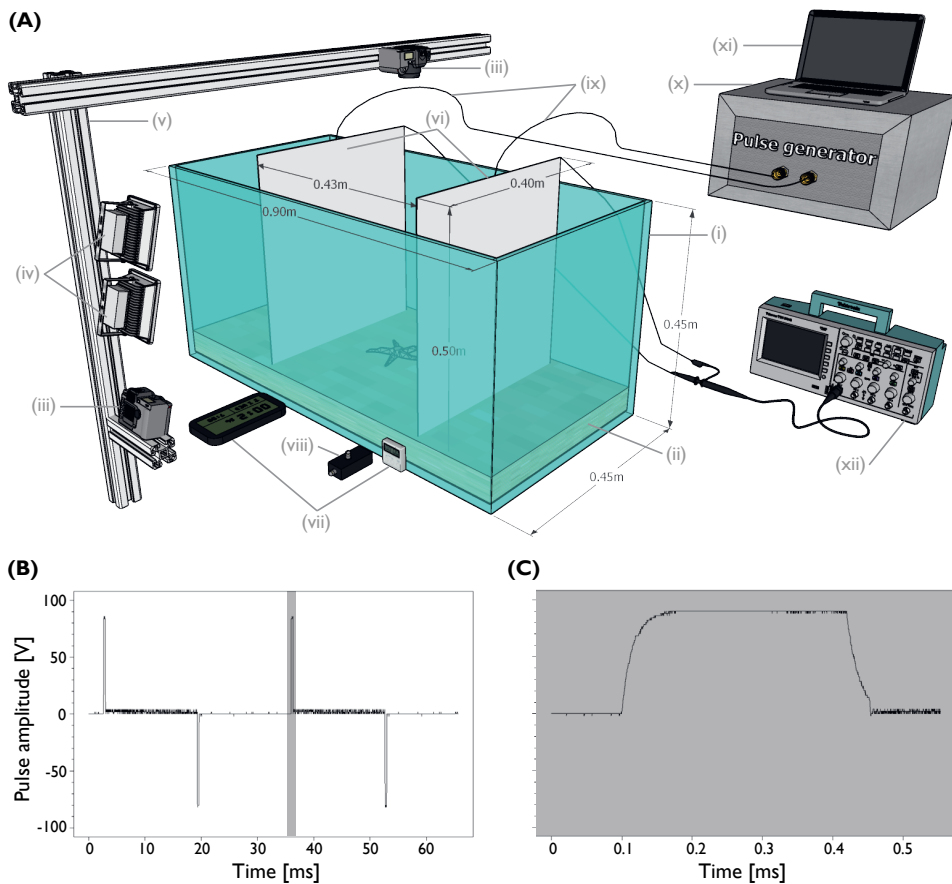 (A)
(iii)
(xi)
(ix)
(x)
(v)
(vi)
Pulse generator
0.43m
0.40m
0.90m
(i)
(iv)
0.50m
0.45m
(iii)
(viii)
(ii)
0.45m
(xii)
(vii)
(B)
(C)
100
50
0
-50
-100
Pulse amplitude [V]
0
10
20
30
40
50
60
Time [ms]
0
0.1
0.2
0.3
0.4
0.5
Time [ms]